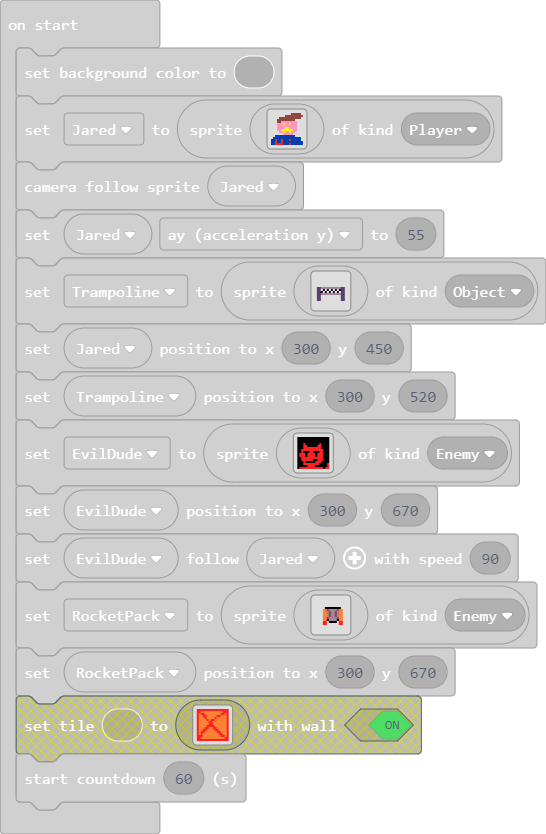 on start
set background color to
set Jared to sprite of kind Player
camera follow sprite Jared
set Jared ay (acceleration y) to 55
set Trampoline to sprite of kind Object
set Jared position to x 300 y 450
set Trampoline position to x 300 y 520
set EvilDude to sprite of kind Enemy
set EvilDude position to x 300 y 670
set EvilDude follow Jared with speed 90
set RocketPack to sprite of kind Enemy
set RocketPack position to x 300 y 670
set tile to with wall ON
start countdown 60 (s)